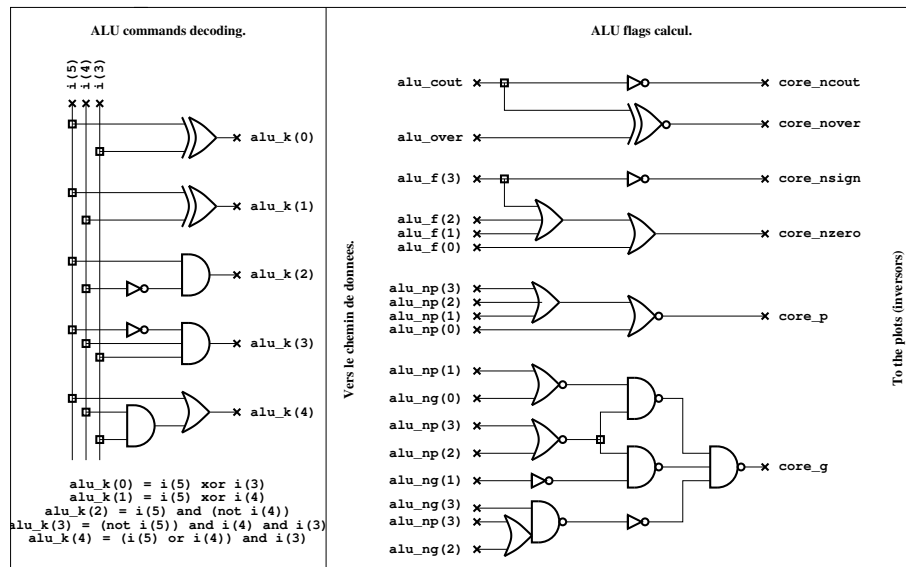 ALU commands decoding.
i(5)
i(4)
i(3)
alu_k(0)
alu_k(1)
alu_k(2)
alu_k(3)
alu_k(4)
alu_k(0) = i(5) xor i(3)
alu_k(1) = i(5) xor i(4)
alu_k(2) = i(5) and (not i(4))
alu_k(3) = (not i(5)) and i(4) and i(3)
alu_k(4) = (i(5) or i(4)) and i(3)
Vers le chemin de donnees.
ALU flags calcul.
alu_cout
core_ncout
core_nover
alu_over
alu_f(3)
core_nsign
alu_f(2)
alu_f(1)
core_nzero
alu_f(0)
alu_np(3)
alu_np(2)
alu_np(1)
core_p
alu_np(0)
alu_np(1)
alu_ng(0)
alu_np(3)
alu_np(2)
core_g
alu_ng(1)
alu_ng(3)
alu_np(3)
alu_ng(2)
To the plots (inversors)